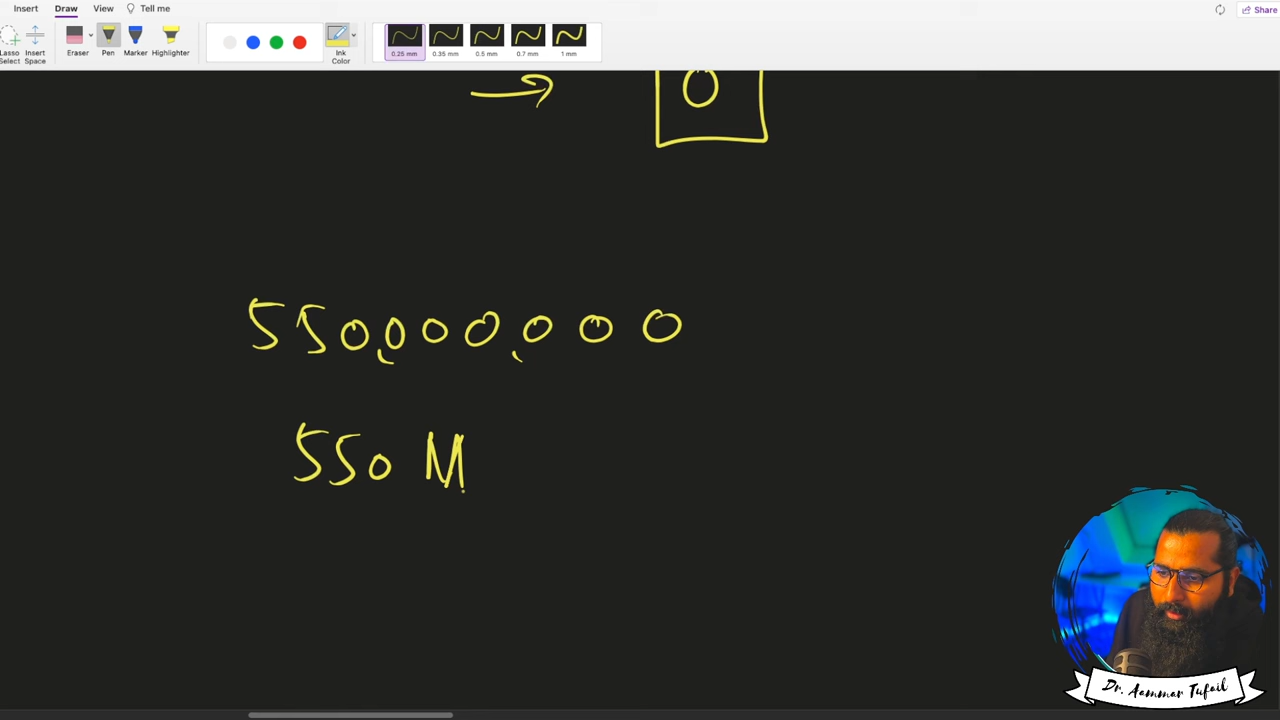 Insert Draw View Tell me Share
Lasso Select Insert Space Eraser Pen Marker Highlighter Ink Color 0.25 mm 0.35 mm 0.5 mm 0.7 mm 1 mm
0
550,000,000
550 M
Dr. Aammar Tufail